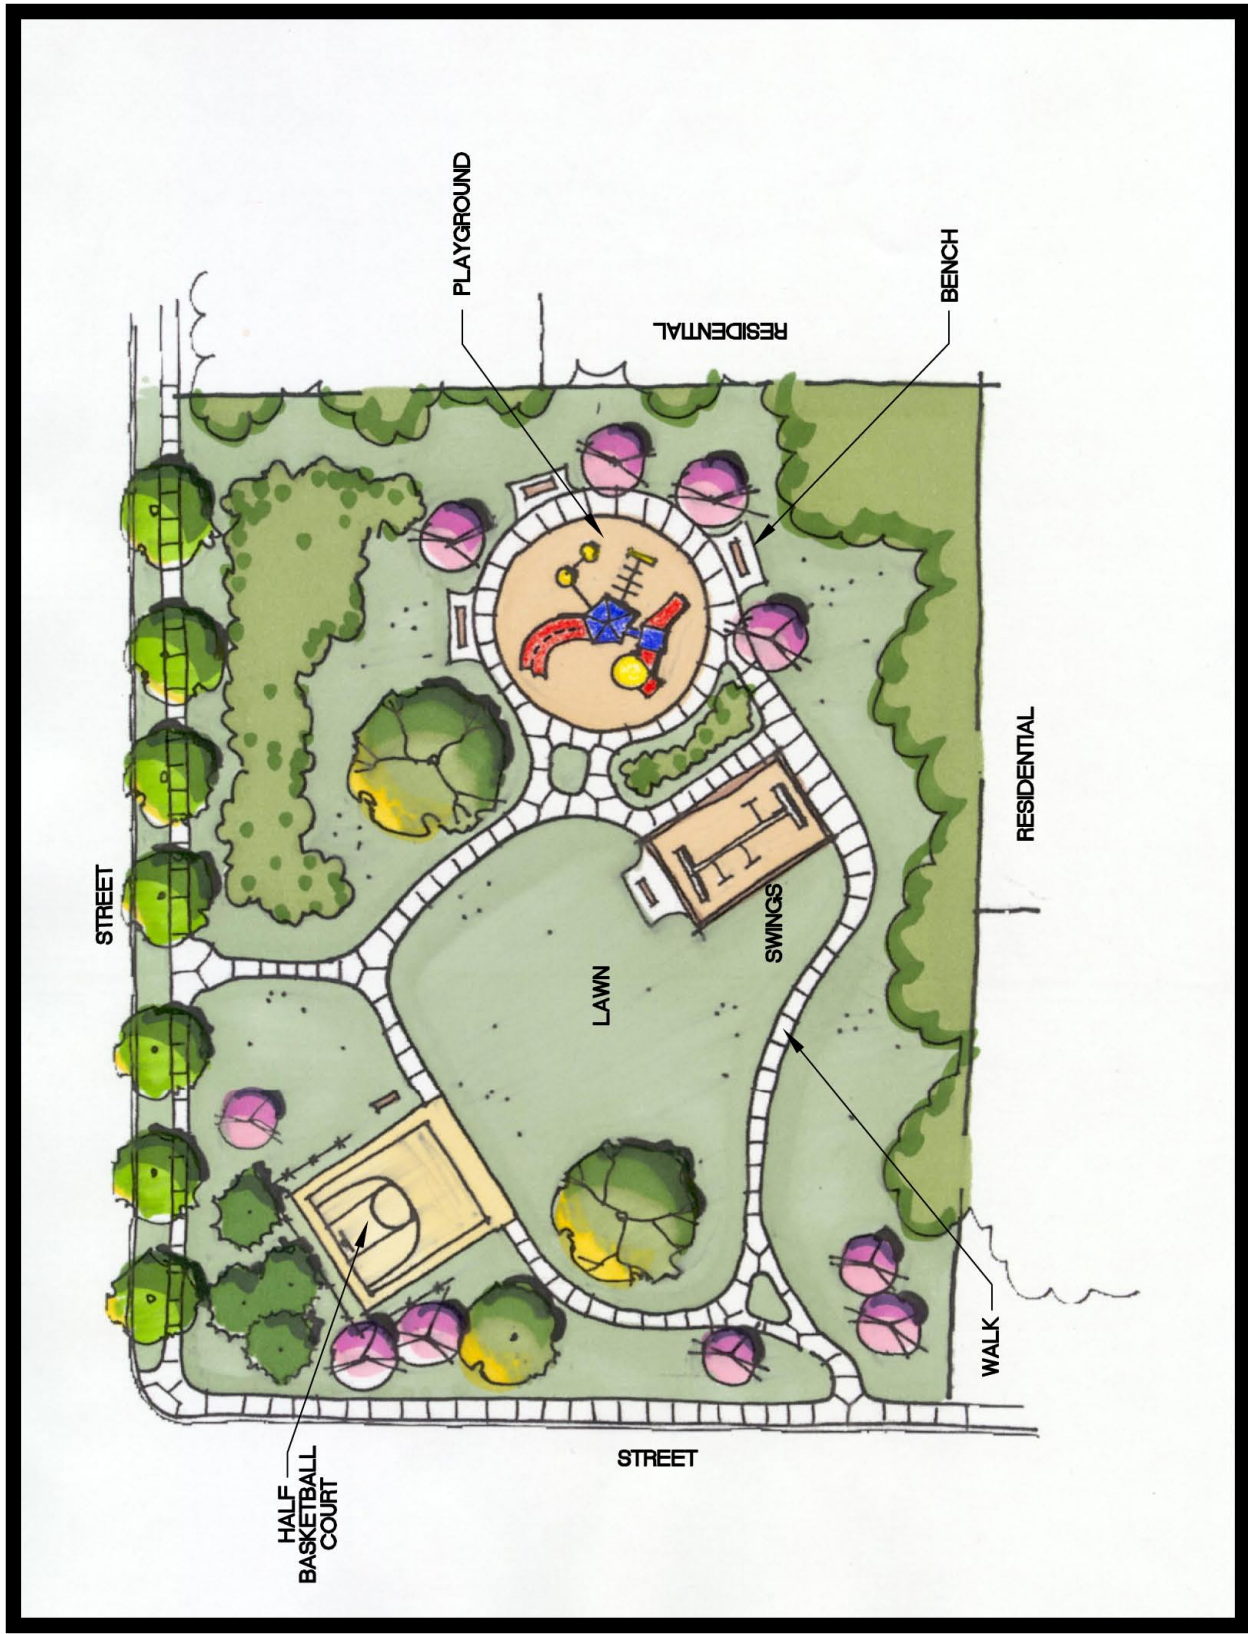 STREET
HALF
BASKETBALL
COURT
PLAYGROUND
RESIDENTIAL
LAWN
STREET
SWINGS
BENCH
WALK
RESIDENTIAL